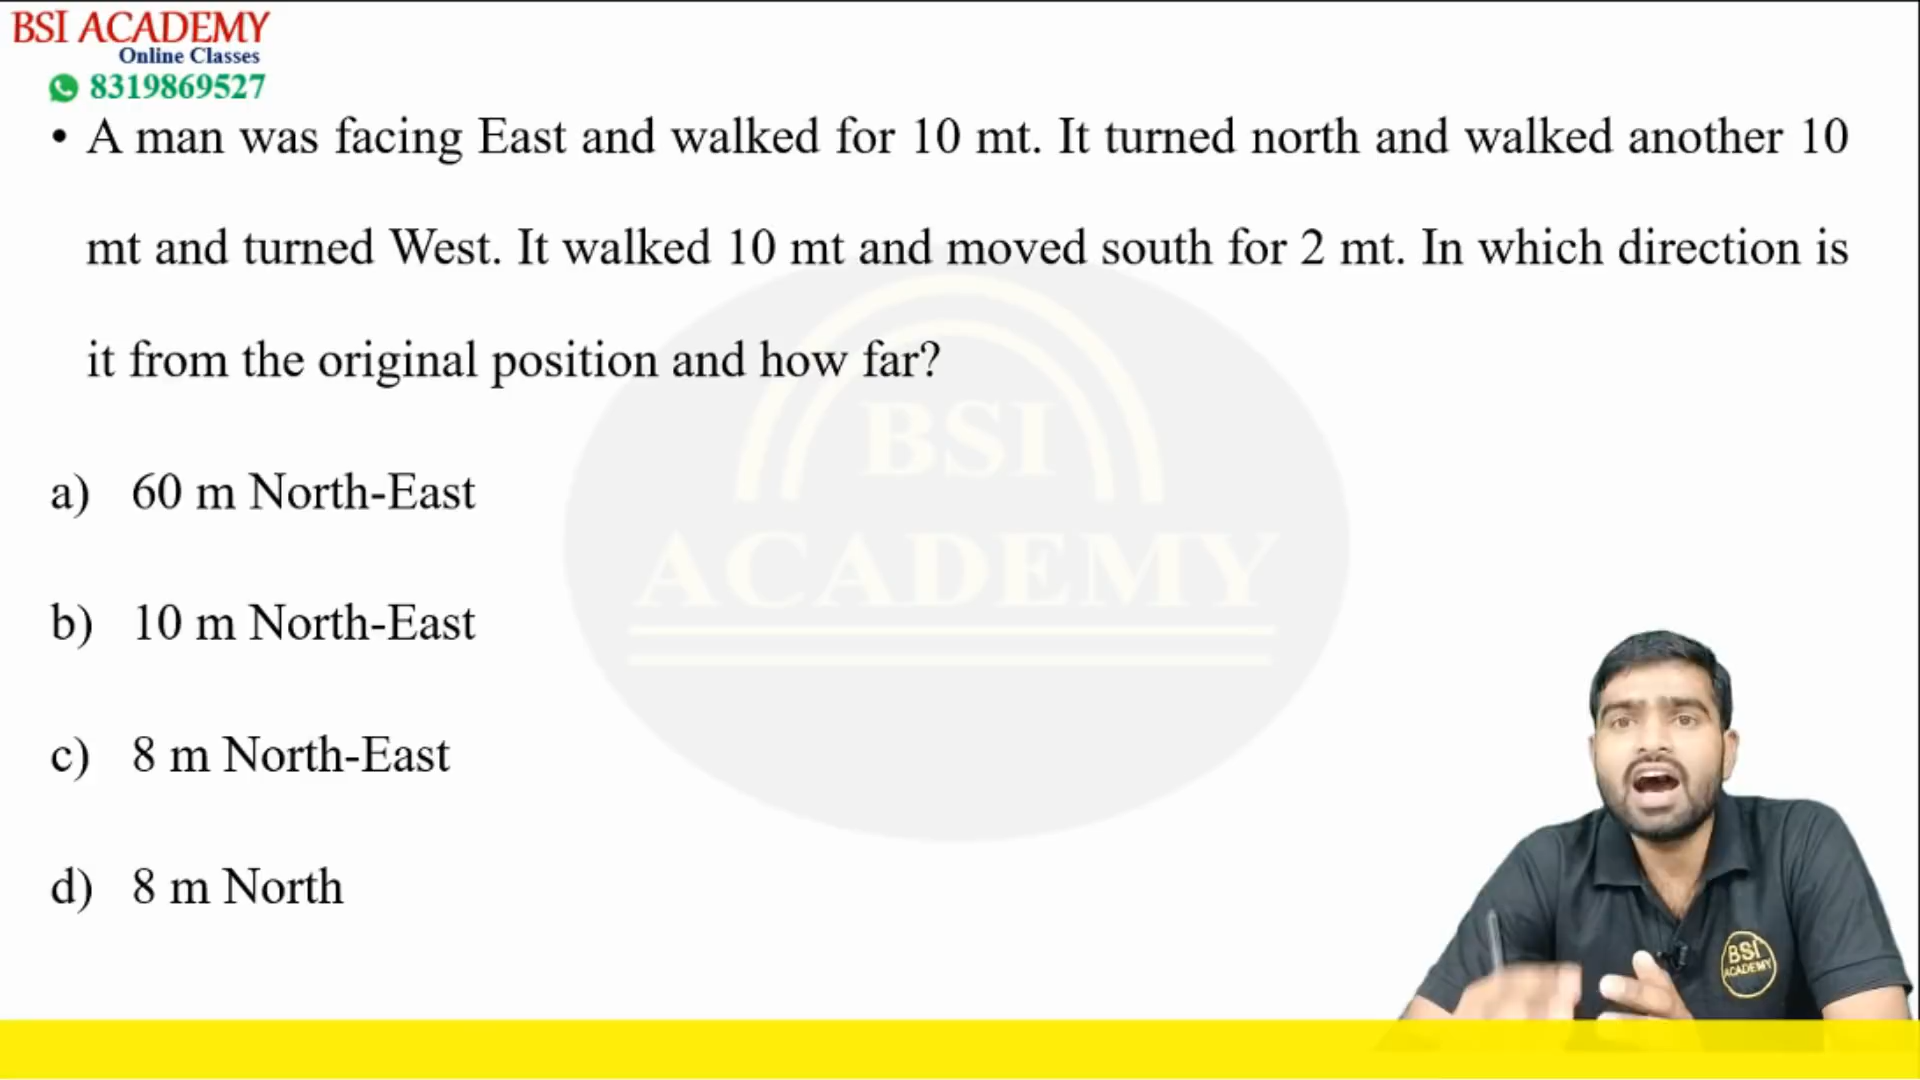 BSI ACADEMY
Online Classes
8319869527
• A man was facing East and walked for 10 mt. It turned north and walked another 10
mt and turned West. It walked 10 mt and moved south for 2 mt. In which direction is
it from the original position and how far?
BSI
ACADEMY
a) 60 m North-East
b) 10 m North-East
c) 8 m North-East
d) 8 m North
BSI
ACADEMY